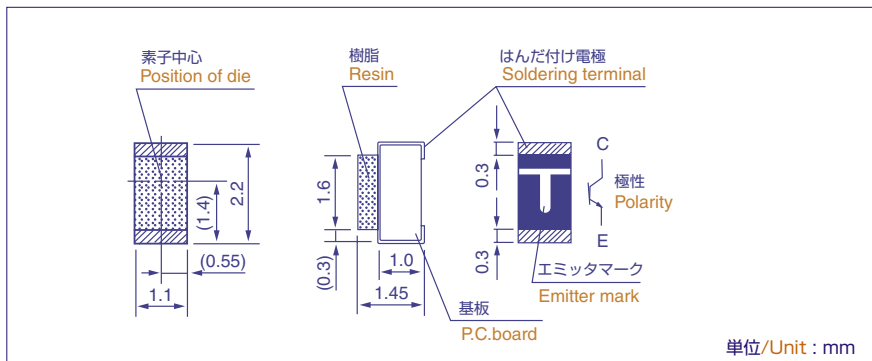 素子中心
Position of die
樹脂
Resin
はんだ付け電極
Soldering terminal
C
極性
Polarity
E
(1.4)
2.2
(0.55)
1.1
1.6
(0.3)
1.0
1.45
0.3
0.3
エミッタマーク
Emitter mark
基板
P.C.board
単位/Unit : mm